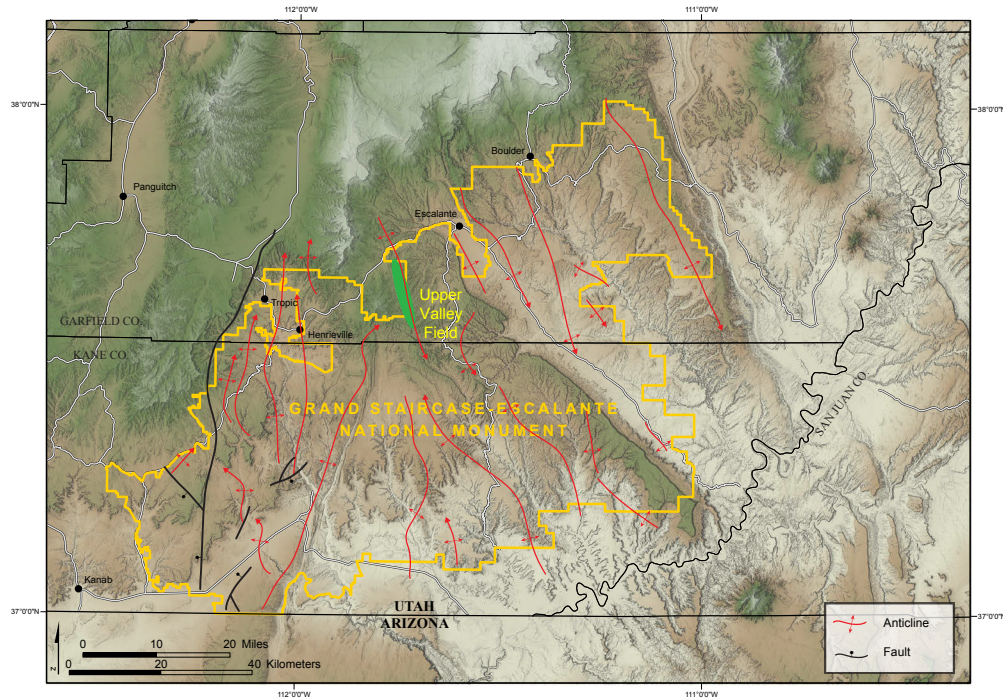 112°0'0"W
111°0'0"W
38°0'0"N
38°0'0"N
Boulder
Panguitch
Escalante
Tropic
Upper
Valley
Field
GARFIELD CO.
Henrieville
KANE CO.
GRAND STAIRCASE-ESCALANTE
NATIONAL MONUMENT
SAN JUAN CO.
Kanab
37°0'0"N
37°0'0"N
UTAH
ARIZONA
Anticline
Fault
N
0 10 20 Miles
0 20 40 Kilometers
112°0'0"W
111°0'0"W